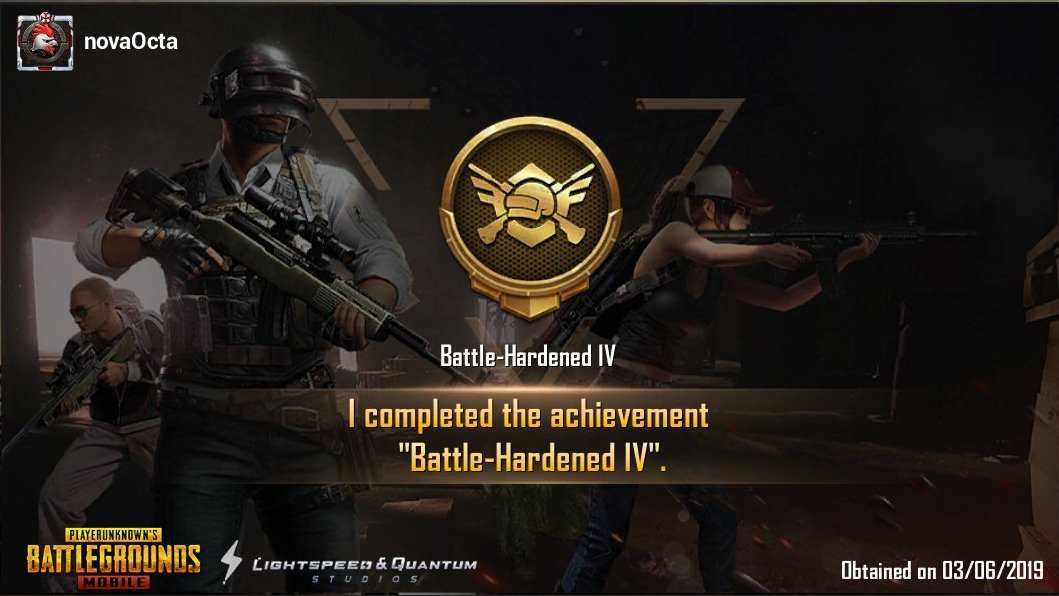 novaOcta
Battle-Hardened IV
I completed the achievement
"Battle-Hardened IV".
PLAYERUNKNOWN'S
BATTLEGROUNDS
MOBILE
LIGHTSPEED & QUANTUM
STUDIOS
Obtained on 03/06/2019